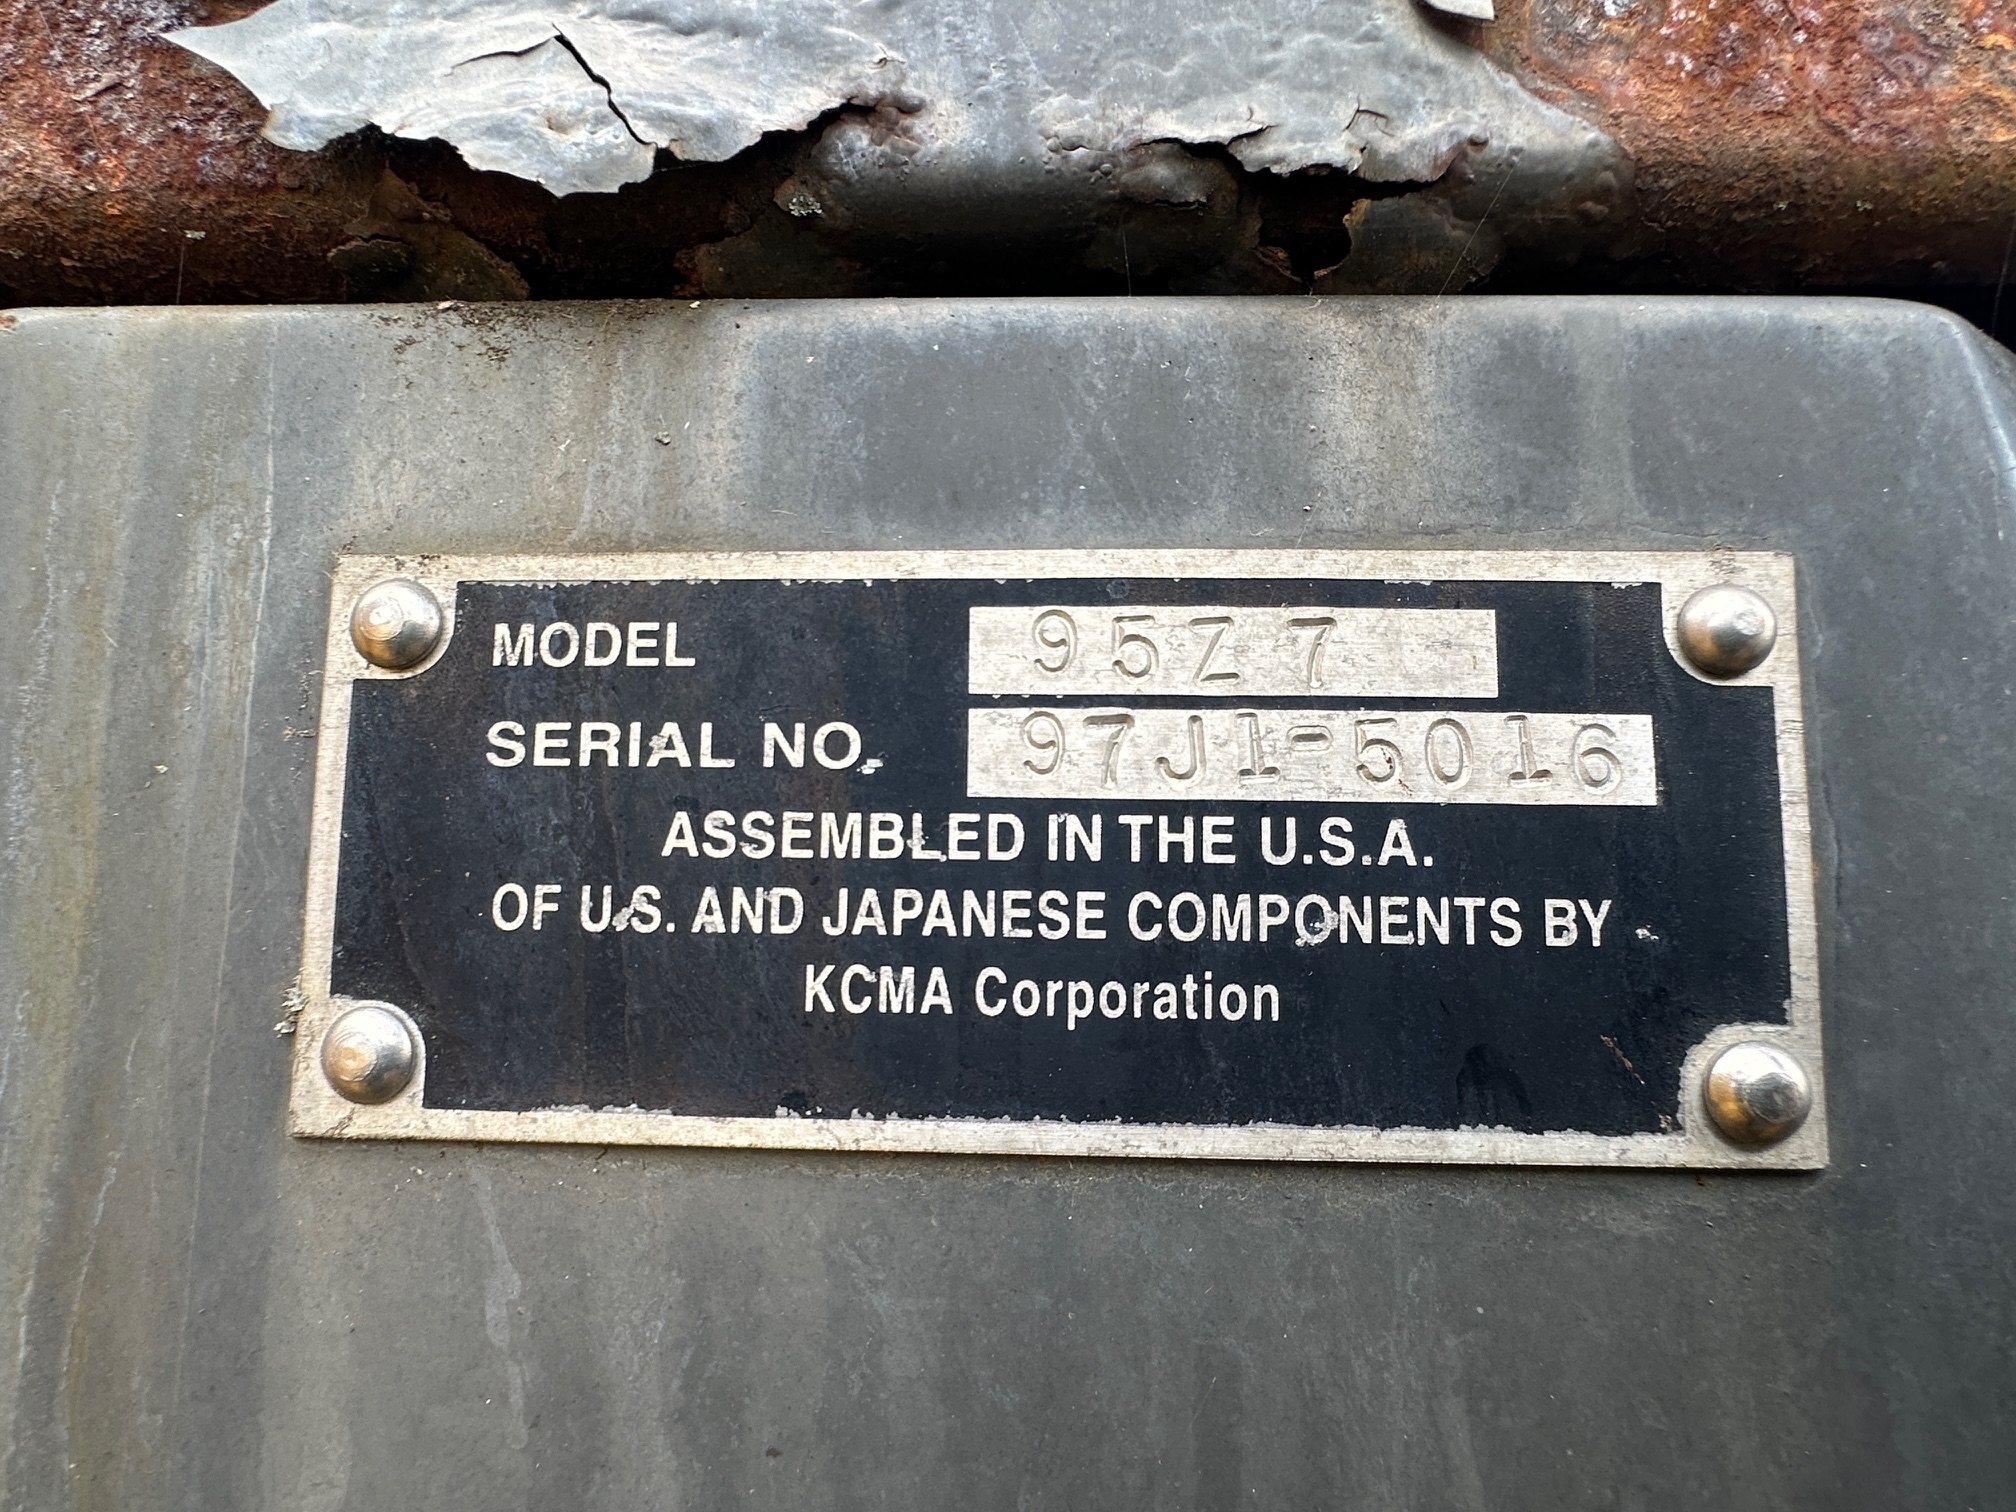 MODEL 95Z7
SERIAL NO. 97J1-5016
ASSEMBLED IN THE U.S.A.
OF U.S. AND JAPANESE COMPONENTS BY
KCMA Corporation